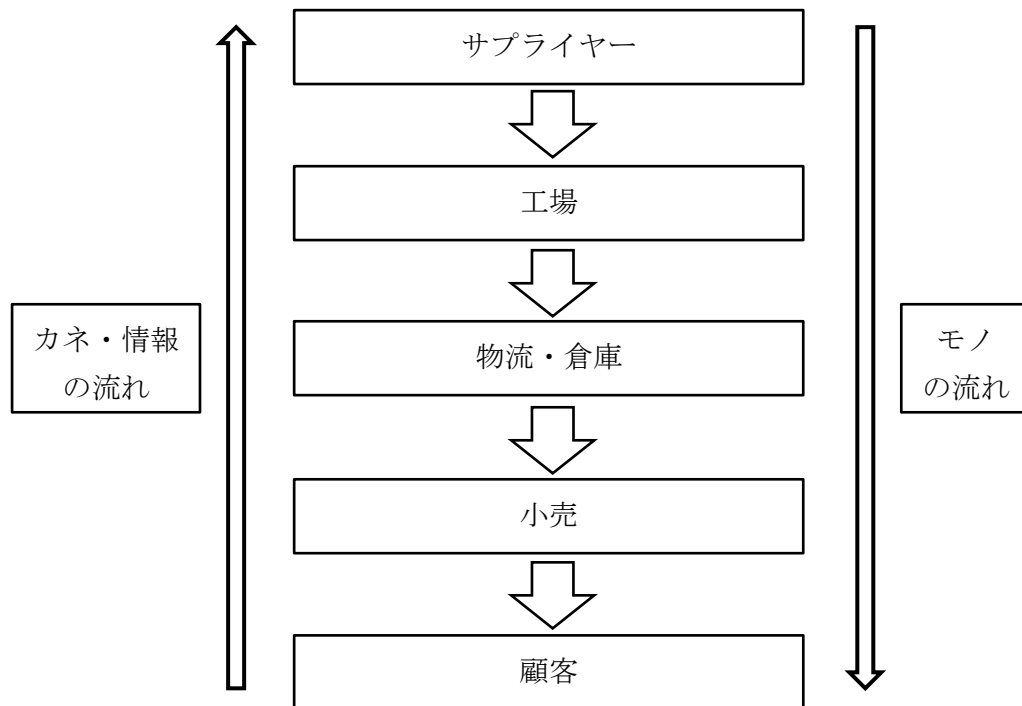 サプライヤー
工場
カネ・情報
の流れ
物流・倉庫
モノ
の流れ
小売
顧客